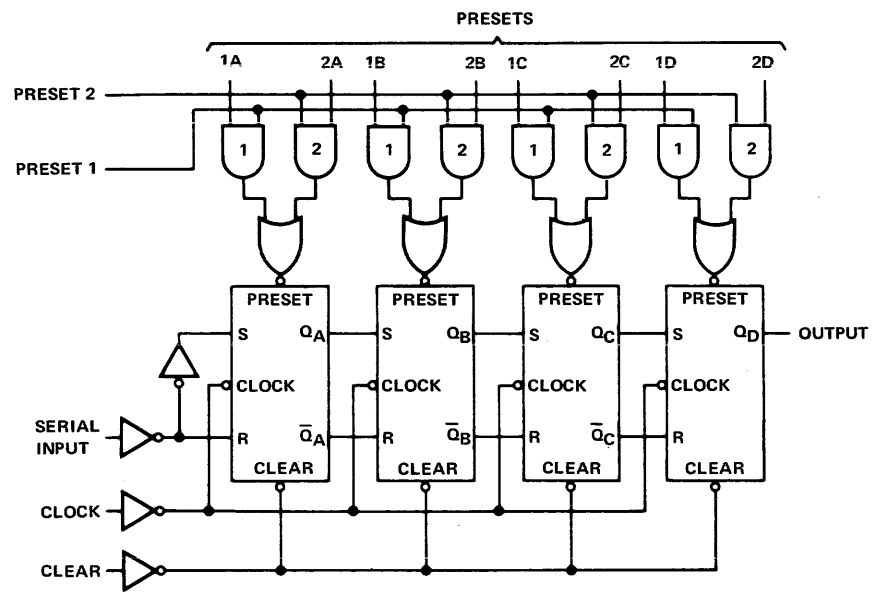 PRESETS
1A 2A 1B 2B 1C 2C 1D 2D
PRESET 2
PRESET 1
1 2 1 2 1 2 1 2
PRESET PRESET PRESET PRESET
S QA S QB S QC S QD OUTPUT
CLOCK CLOCK CLOCK CLOCK
SERIAL
INPUT
R Q̅A R Q̅B R Q̅C R
CLEAR CLEAR CLEAR CLEAR
CLOCK
CLEAR